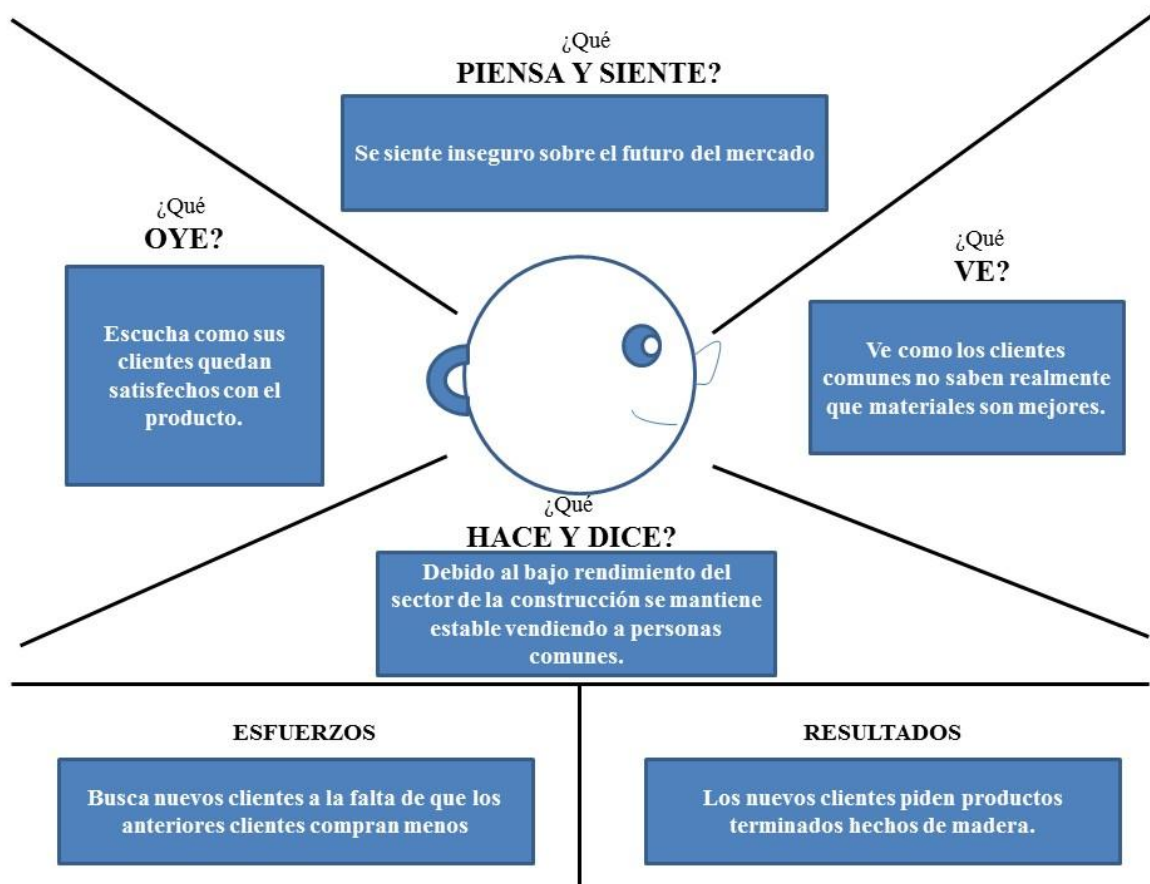 ¿Qué
PIENSA Y SIENTE?
Se siente inseguro sobre el futuro del mercado
¿Qué
OYE?
Escucha como sus
clientes quedan
satisfechos con el
producto.
¿Qué
VE?
Ve como los clientes
comunes no saben realmente
que materiales son mejores.
¿Qué
HACE Y DICE?
Debido al bajo rendimiento del
sector de la construcción se mantiene
estable vendiendo a personas
comunes.
ESFUERZOS
Busca nuevos clientes a la falta de que los
anteriores clientes compran menos
RESULTADOS
Los nuevos clientes piden productos
terminados hechos de madera.